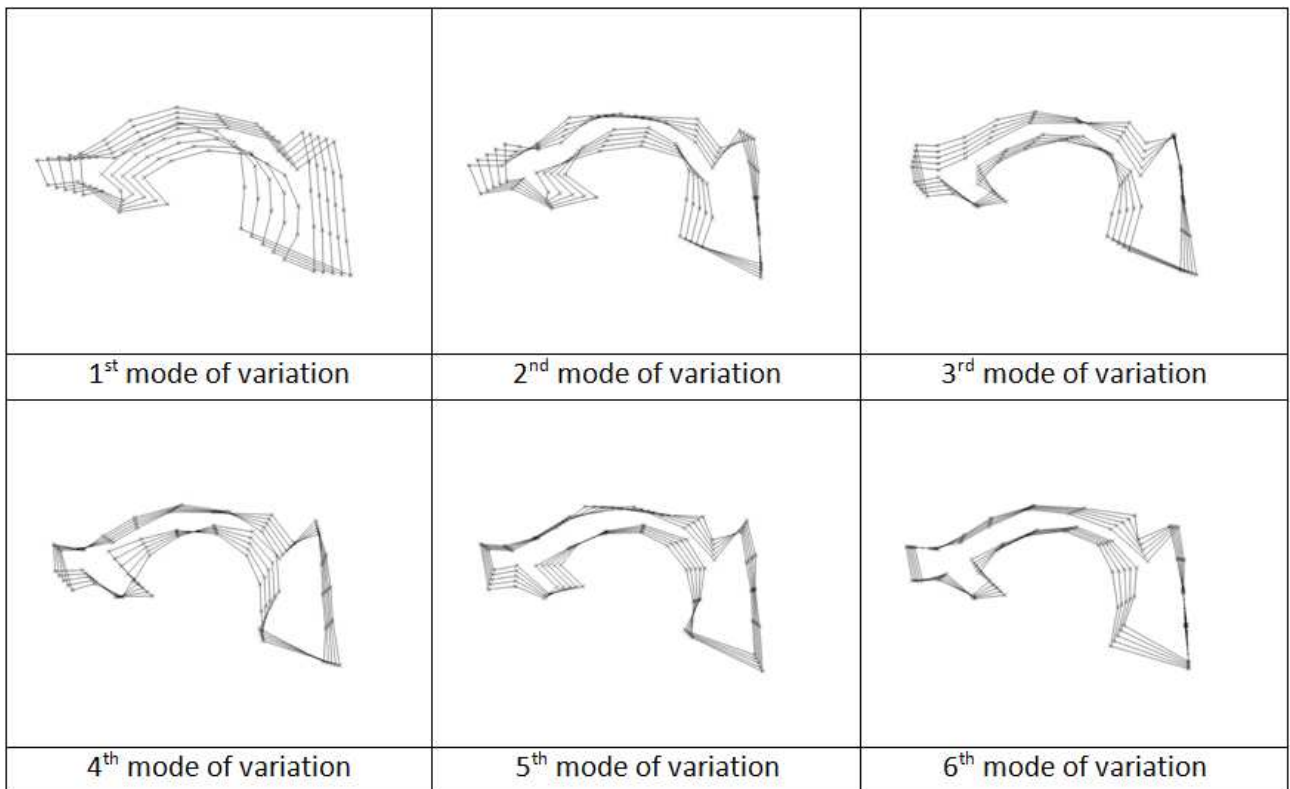 1st mode of variation
2nd mode of variation
3rd mode of variation
4th mode of variation
5th mode of variation
6th mode of variation